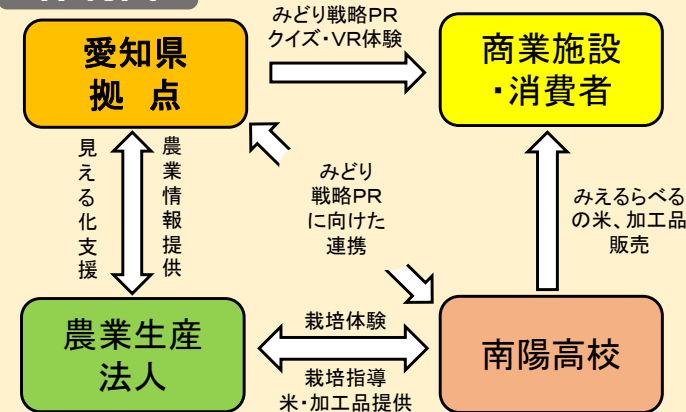 みどり戦略PR
クイズ・VR体験
愛知県
拠　点
商業施設
・消費者
見える化支援
農業情報提供
みどり
戦略PR
に向けた
連携
みえるらべる
の米、加工品
販売
農業生産
法人
栽培体験
栽培指導
米・加工品提供
南陽高校